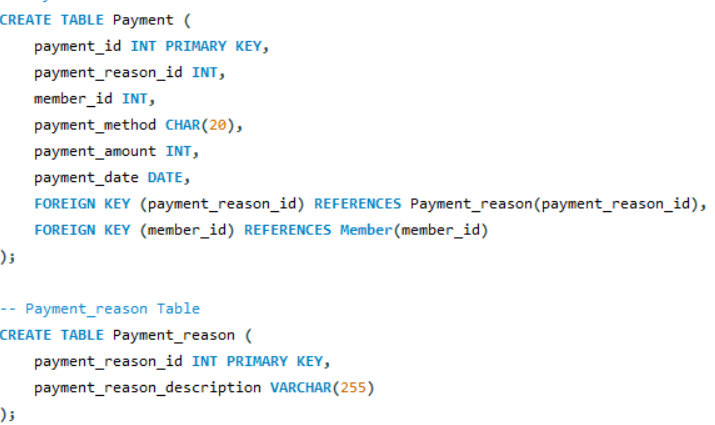 CREATE TABLE Payment (
    payment_id INT PRIMARY KEY,
    payment_reason_id INT,
    member_id INT,
    payment_method CHAR(20),
    payment_amount INT,
    payment_date DATE,
    FOREIGN KEY (payment_reason_id) REFERENCES Payment_reason(payment_reason_id),
    FOREIGN KEY (member_id) REFERENCES Member(member_id)
);

-- Payment_reason Table
CREATE TABLE Payment_reason (
    payment_reason_id INT PRIMARY KEY,
    payment_reason_description VARCHAR(255)
);